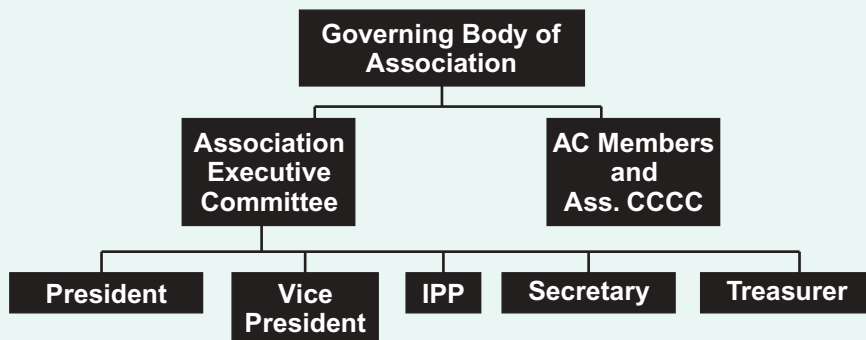 Governing Body of
Association
Association
Executive
Committee
AC Members
and
Ass. CCCC
President
Vice
President
IPP
Secretary
Treasurer